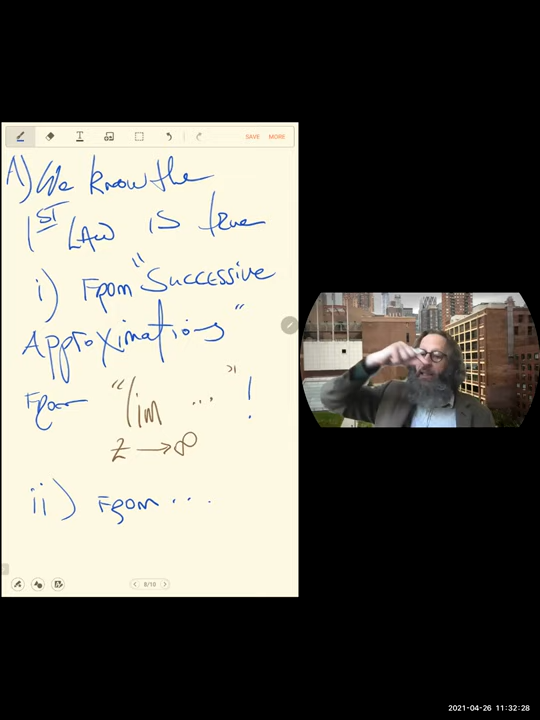 SAVE MORE
A) We know the
1ST LAW is true
i) From "Successive
Approximations"
From "lim ..." !
z → ∞
ii) From ...
8/10
2021-04-26 11:32:28